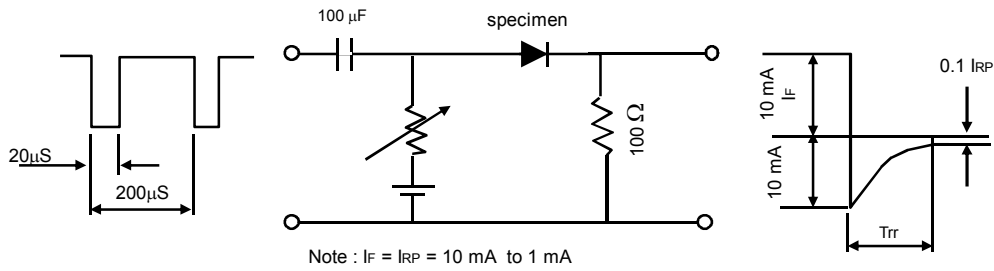 100 µF
specimen
20µS
200µS
100 Ω
Note : IF = IRP = 10 mA to 1 mA
10 mA
IF
10 mA
0.1 IRP
Trr